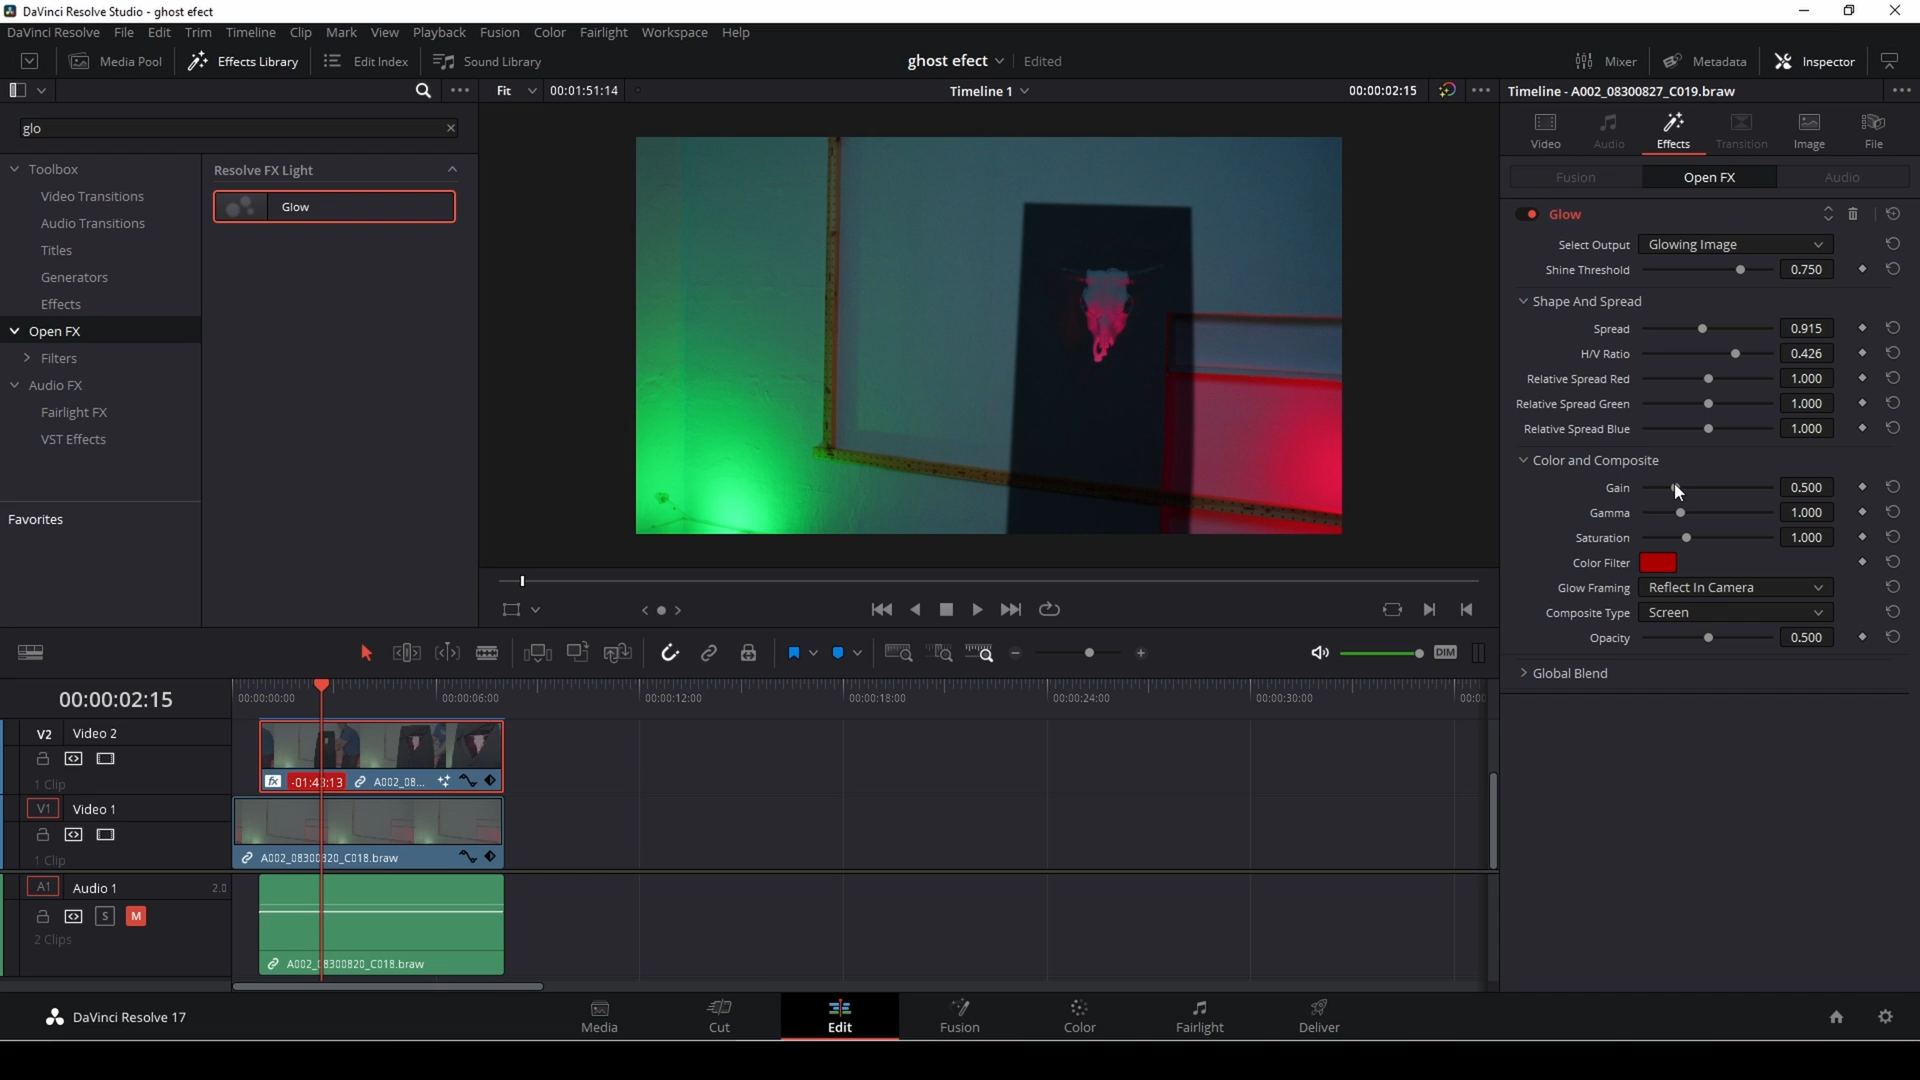 DaVinci Resolve Studio - ghost efect
DaVinci Resolve File Edit Trim Timeline Clip Mark View Playback Fusion Color Fairlight Workspace Help
Media Pool Effects Library Edit Index Sound Library ghost efect Edited Mixer Metadata Inspector
Fit 00:01:51:14 Timeline 1 00:00:02:15 Timeline - A002_08300827_C019.braw
glo
Video Audio Effects Transition Image File
Toolbox
Resolve FX Light
Fusion Open FX Audio
Video Transitions
Glow
Glow
Audio Transitions
Select Output Glowing Image
Titles
Shine Threshold 0.750
Generators
Shape And Spread
Effects
Spread 0.915
Open FX
H/V Ratio 0.426
Filters
Relative Spread Red 1.000
Audio FX
Relative Spread Green 1.000
Fairlight FX
Relative Spread Blue 1.000
VST Effects
Color and Composite
Gain 0.500
Favorites
Gamma 1.000
Saturation 1.000
Color Filter
Glow Framing Reflect In Camera
Composite Type Screen
Opacity 0.500
DIM
Global Blend
00:00:02:15
00:00:00:00 00:00:06:00 00:00:12:00 00:00:18:00 00:00:24:00 00:00:30:00
V2 Video 2
1 Clip
fx A002_08...
V1 Video 1
1 Clip
A002_08300820_C018.braw
A1 Audio 1 2.0
S M
2 Clips
A002_08300820_C018.braw
DaVinci Resolve 17
Media Cut Edit Fusion Color Fairlight Deliver